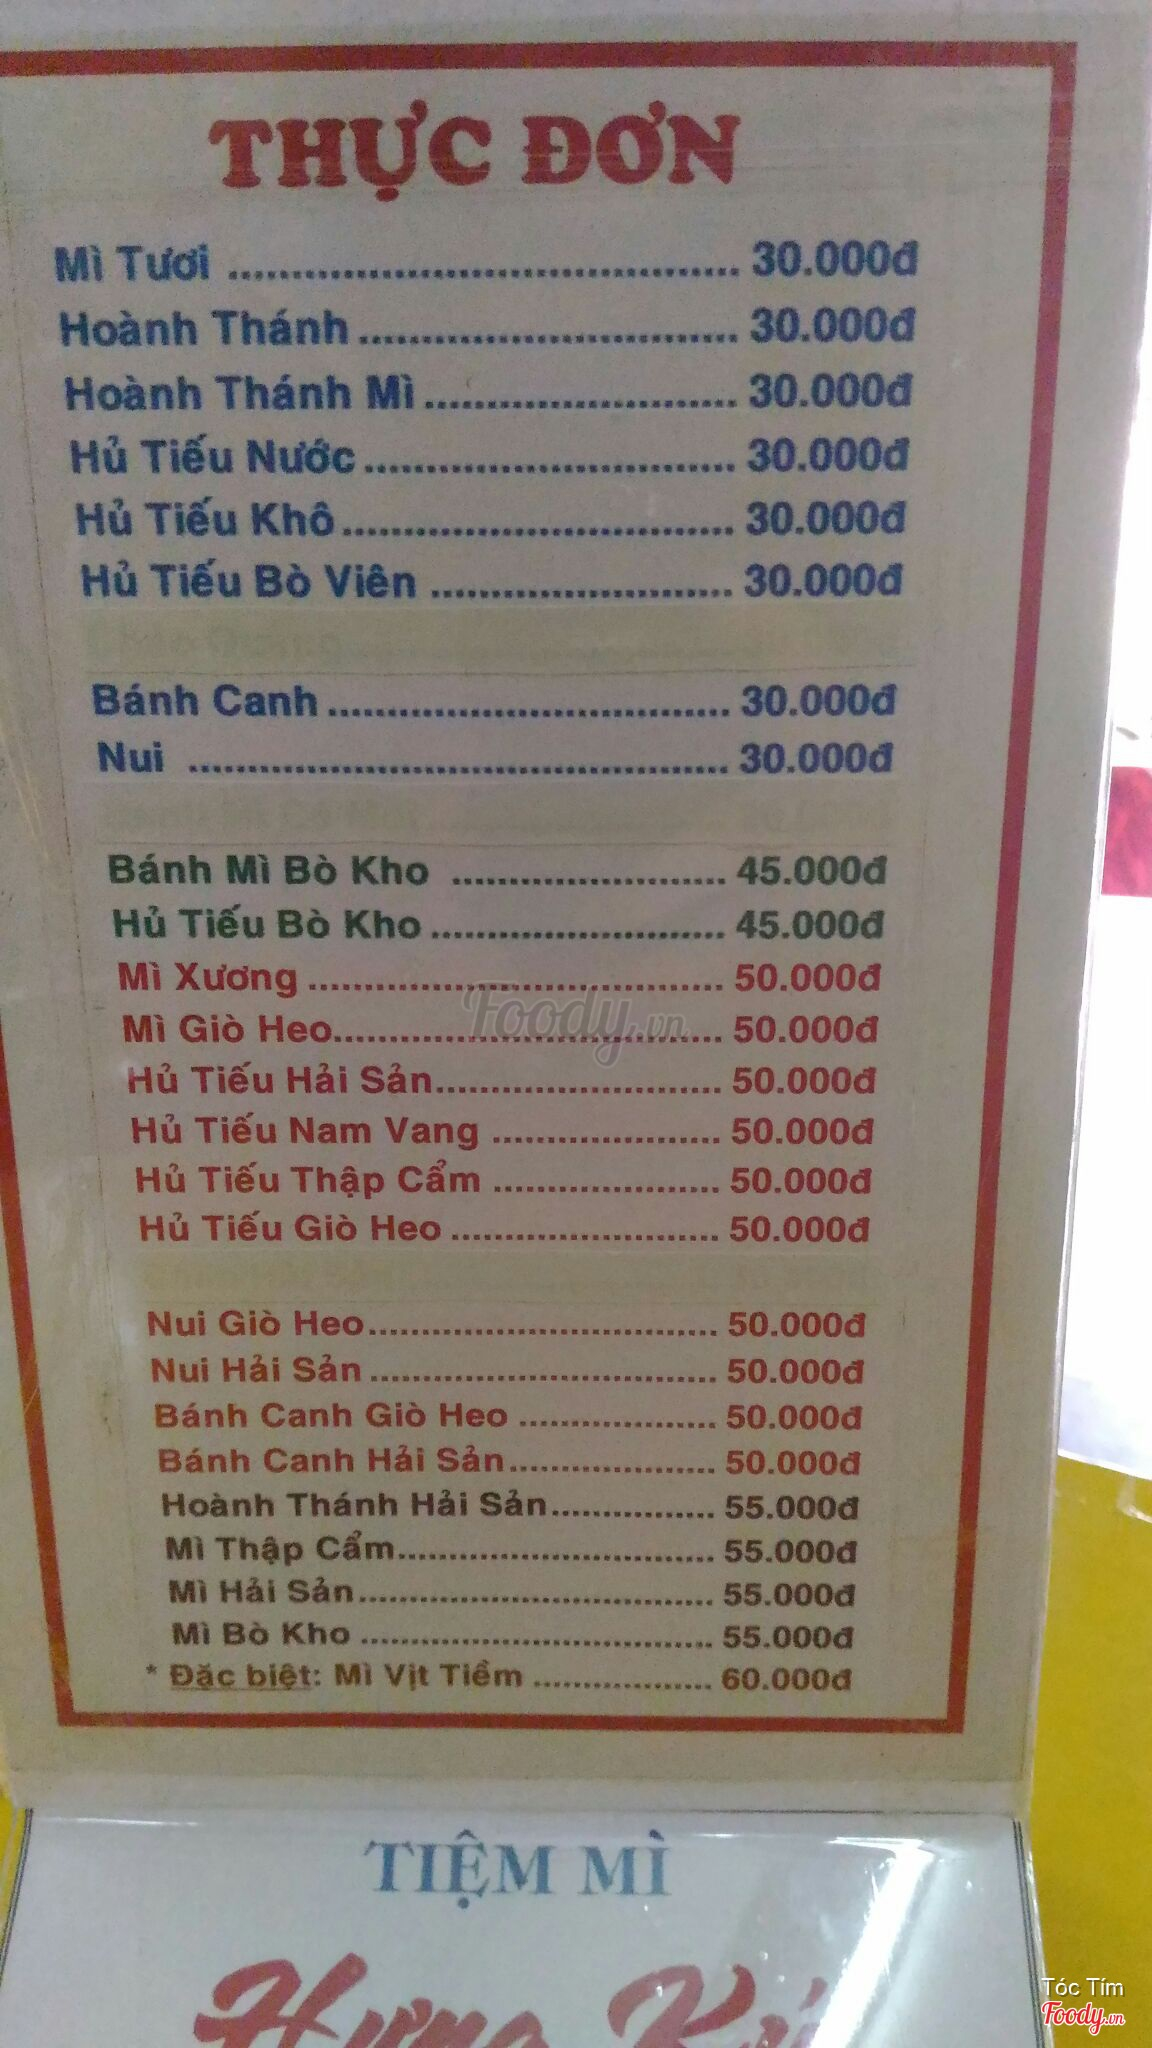 THỰC ĐƠN
Mì Tươi ........................................ 30.000đ
Hoành Thánh .............................. 30.000đ
Hoành Thánh Mì ......................... 30.000đ
Hủ Tiếu Nước ............................. 30.000đ
Hủ Tiếu Khô ............................... 30.000đ
Hủ Tiếu Bò Viên ........................ 30.000đ
Bánh Canh ................................. 30.000đ
Nui ............................................. 30.000đ
Bánh Mì Bò Kho ........................ 45.000đ
Hủ Tiếu Bò Kho ......................... 45.000đ
Mì Xương ................................... 50.000đ
Mì Giò Heo ................................. 50.000đ
Hủ Tiếu Hải Sản ......................... 50.000đ
Hủ Tiếu Nam Vang ..................... 50.000đ
Hủ Tiếu Thập Cẩm ..................... 50.000đ
Hủ Tiếu Giò Heo ........................ 50.000đ
Nui Giò Heo ................................ 50.000đ
Nui Hải Sản ................................ 50.000đ
Bánh Canh Giò Heo ................... 50.000đ
Bánh Canh Hải Sản .................... 50.000đ
Hoành Thánh Hải Sản ................ 55.000đ
Mì Thập Cẩm .............................. 55.000đ
Mì Hải Sản .................................. 55.000đ
Mì Bò Kho ................................... 55.000đ
* Đặc biệt: Mì Vịt Tiềm .................. 60.000đ
Foody.vn
TIỆM MÌ
Hưng
Tóc Tím
Foody.vn